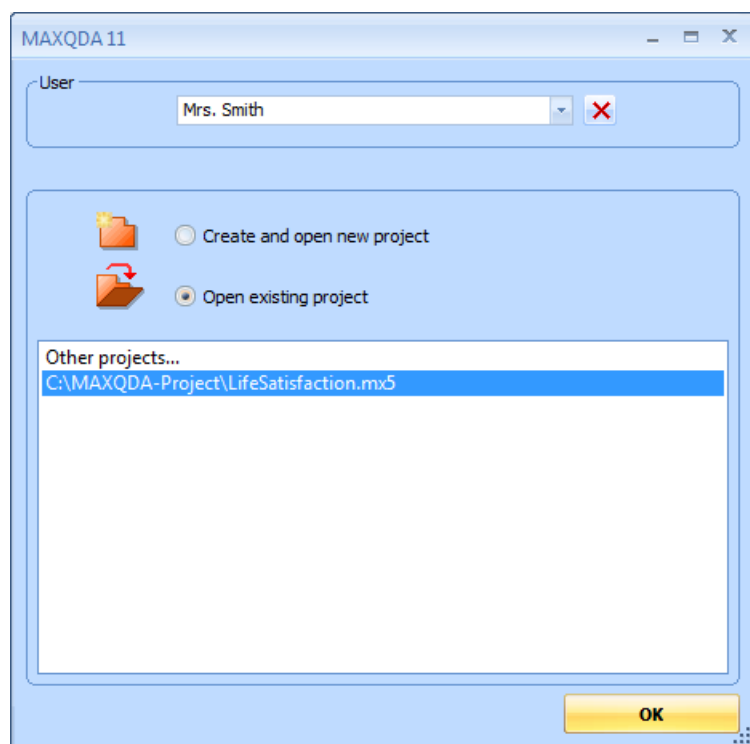 MAXQDA 11
User
Mrs. Smith
Create and open new project
Open existing project
Other projects...
C:\MAXQDA-Project\LifeSatisfaction.mx5
OK